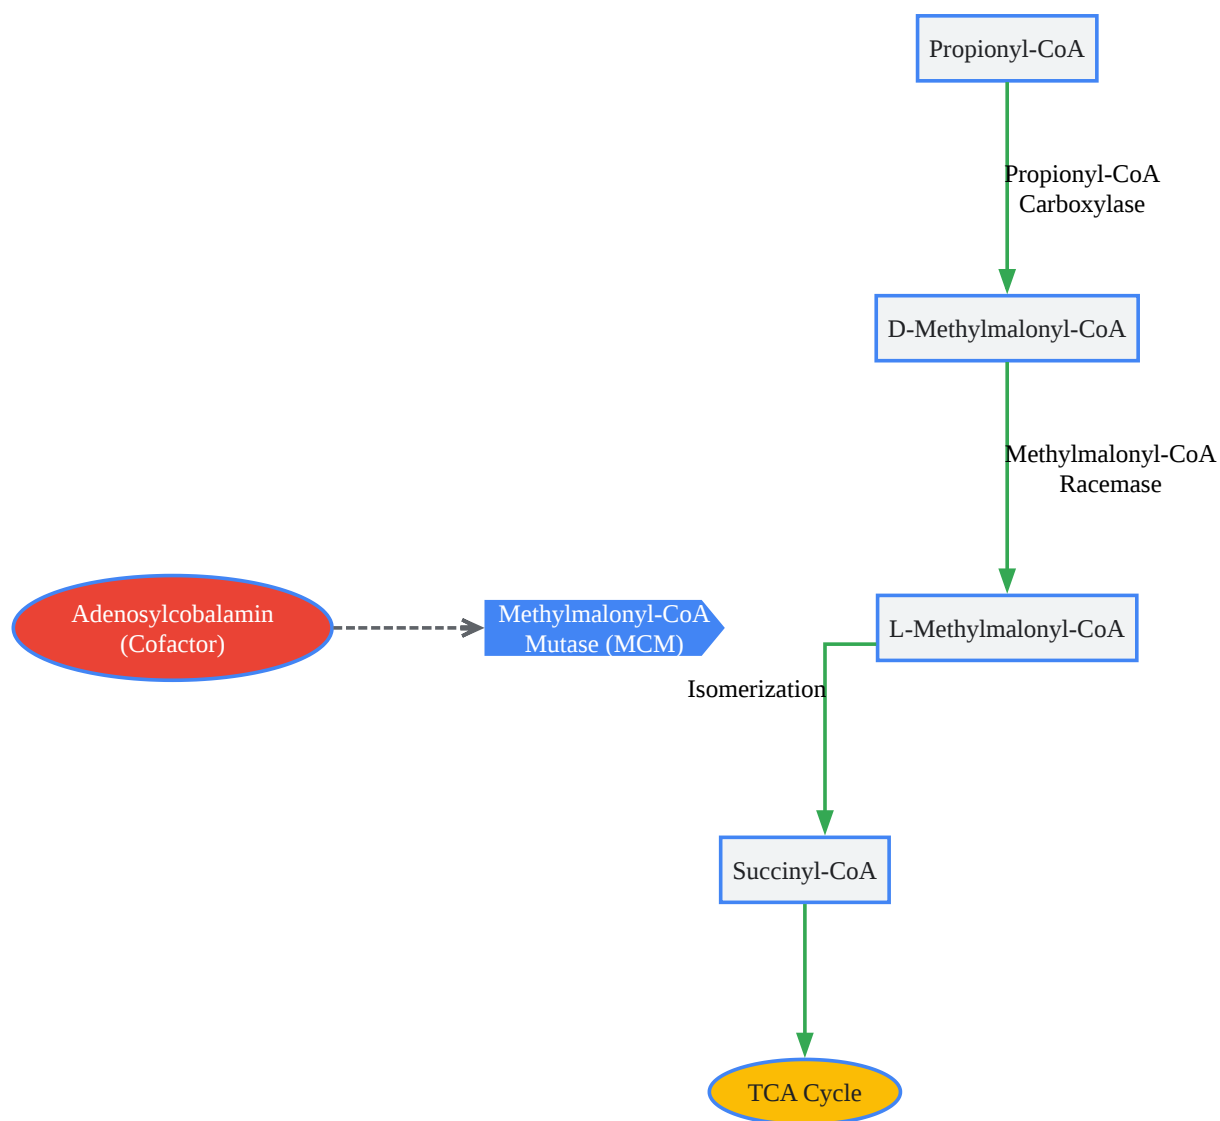 Propionyl-CoA
Propionyl-CoA
Carboxylase
D-Methylmalonyl-CoA
Methylmalonyl-CoA
Racemase
Adenosylcobalamin
(Cofactor)
Methylmalonyl-CoA
Mutase (MCM)
L-Methylmalonyl-CoA
Isomerization
Succinyl-CoA
TCA Cycle